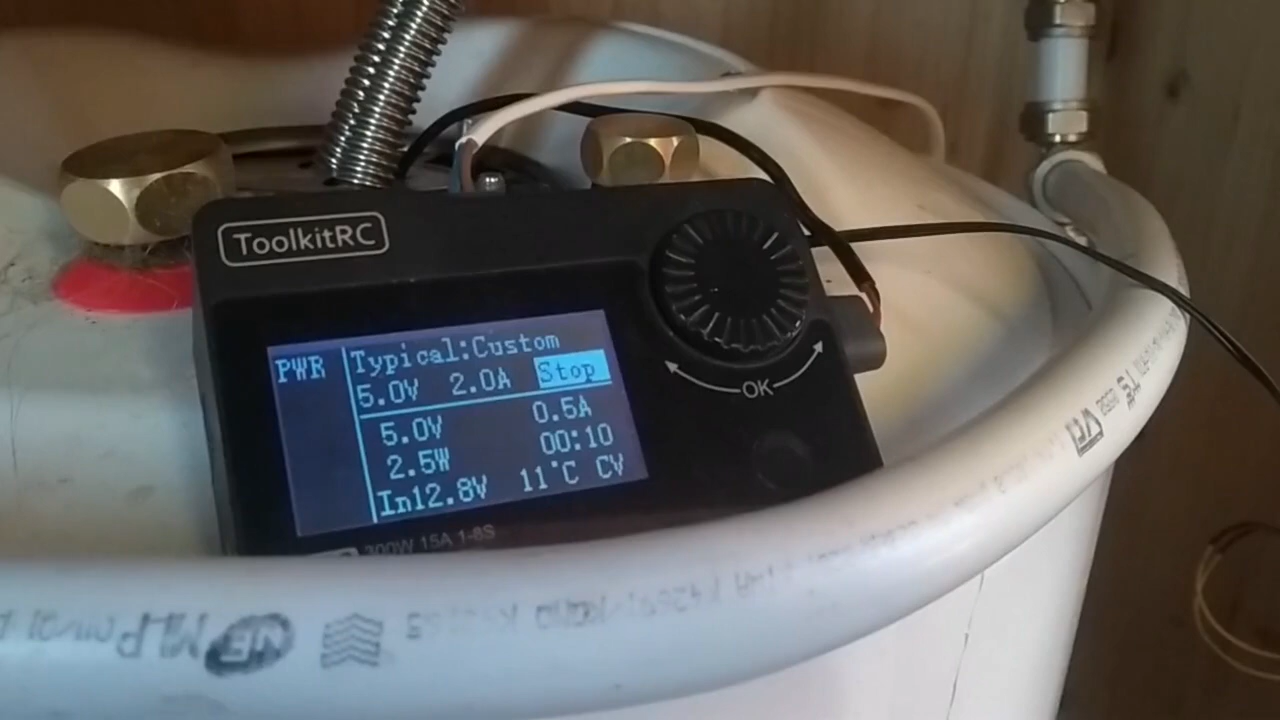 ToolkitRC
PWR
Typical:Custom
5.0V 2.0A Stop
5.0V 0.5A
2.5W 00:10
In12.8V 11°C CV
OK
300W 15A 1-8S